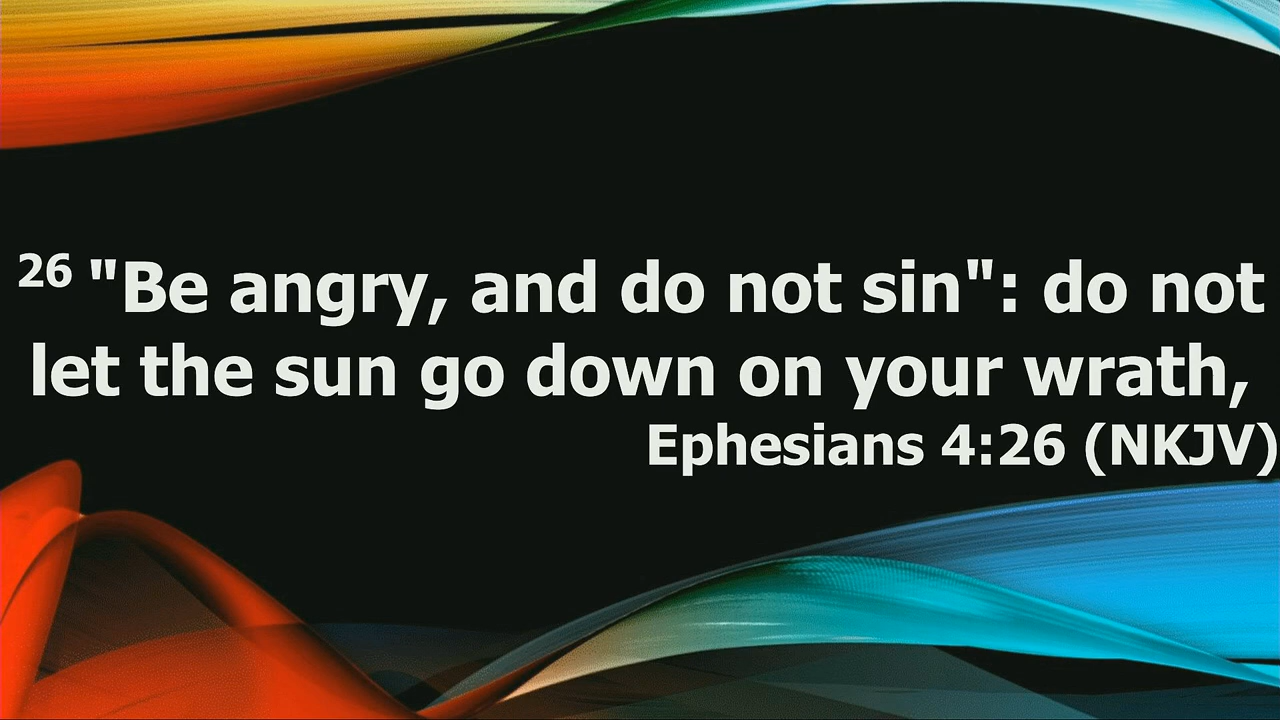 26 "Be angry, and do not sin": do not
let the sun go down on your wrath,
Ephesians 4:26 (NKJV)